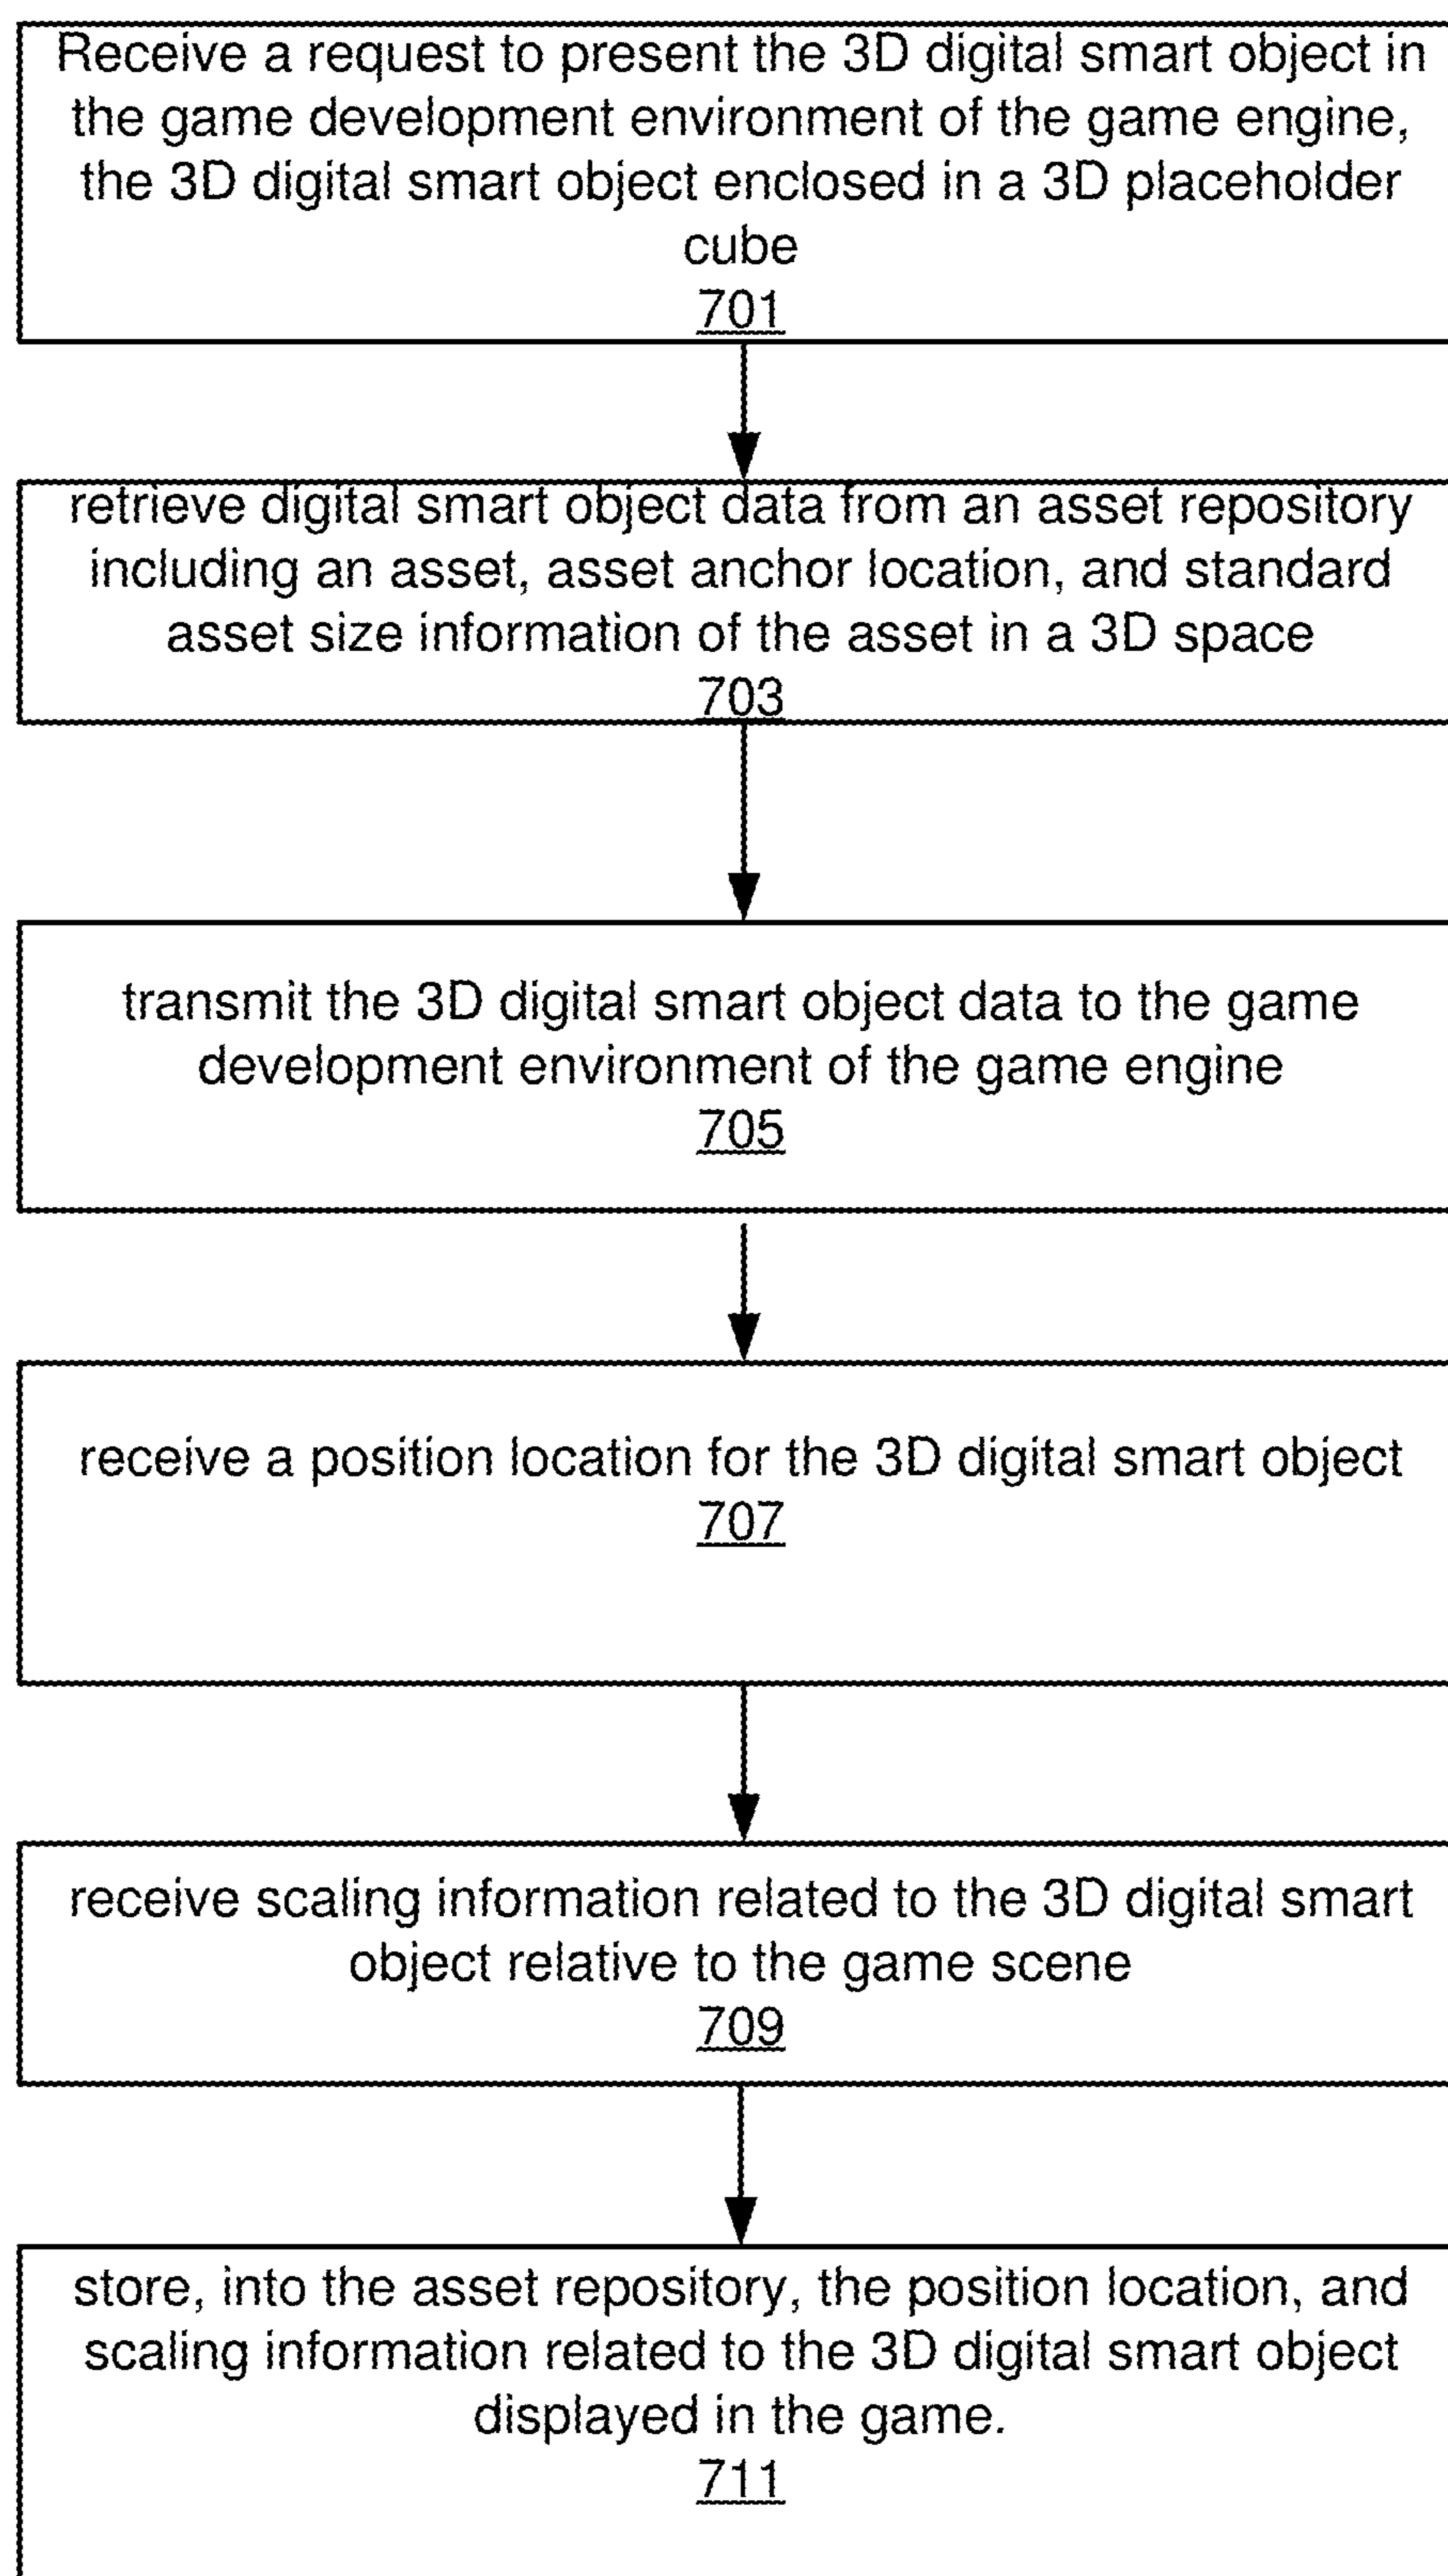 Receive a request to present the 3D digital smart object in
the game development environment of the game engine,
the 3D digital smart object enclosed in a 3D placeholder
cube
701
retrieve digital smart object data from an asset repository
including an asset, asset anchor location, and standard
asset size information of the asset in a 3D space
703
transmit the 3D digital smart object data to the game
development environment of the game engine
705
receive a position location for the 3D digital smart object
707
receive scaling information related to the 3D digital smart
object relative to the game scene
709
store, into the asset repository, the position location, and
scaling information related to the 3D digital smart object
displayed in the game.
711